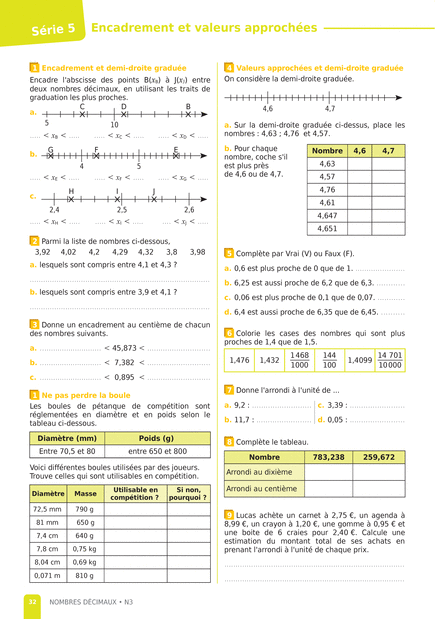 Série 5
Encadrement et valeurs approchées
1 Encadrement et demi-droite graduée
Encadre l'abscisse des points B(xB) à J(xJ) entre
deux nombres décimaux, en utilisant les traits de
graduation les plus proches.
a.
C D B
5 10
..... < xB < ..... ..... < xC < ..... ..... < xD < .....
b.
G F E
4 5
..... < xE < ..... ..... < xF < ..... ..... < xG < .....
c.
H I J
2,4 2,5 2,6
..... < xH < ..... ..... < xI < ..... ..... < xJ < .....
2 Parmi la liste de nombres ci-dessous,
3,92 4,02 4,2 4,29 4,32 3,8 3,98
a. lesquels sont compris entre 4,1 et 4,3 ?
b. lesquels sont compris entre 3,9 et 4,1 ?
3 Donne un encadrement au centième de chacun
des nombres suivants.
a. ........................ < 45,873 < ........................
b. ........................ < 7,382 < ........................
c. ........................ < 0,895 < ........................
1 Ne pas perdre la boule
Les boules de pétanque de compétition sont
réglementées en diamètre et en poids selon le
tableau ci-dessous.
Diamètre (mm) Poids (g)
Entre 70,5 et 80 entre 650 et 800
Voici différentes boules utilisées par des joueurs.
Trouve celles qui sont utilisables en compétition.
Diamètre Masse Utilisable en compétition ? Si non, pourquoi ?
72,5 mm 790 g
81 mm 650 g
7,4 cm 640 g
7,8 cm 0,75 kg
8,04 cm 0,69 kg
0,071 m 810 g
4 Valeurs approchées et demi-droite graduée
On considère la demi-droite graduée.
4,6 4,7
a. Sur la demi-droite graduée ci-dessus, place les
nombres : 4,63 ; 4,76 et 4,57.
b. Pour chaque
nombre, coche s'il
est plus près
de 4,6 ou de 4,7.
Nombre 4,6 4,7
4,63
4,57
4,76
4,61
4,647
4,651
5 Complète par Vrai (V) ou Faux (F).
a. 0,6 est plus proche de 0 que de 1. ....................
b. 6,25 est aussi proche de 6,2 que de 6,3. ............
c. 0,06 est plus proche de 0,1 que de 0,07. ............
d. 6,4 est aussi proche de 6,35 que de 6,45. ..........
6 Colorie les cases des nombres qui sont plus
proches de 1,4 que de 1,5.
1,476 1,432 1 468/1000 144/100 1,4099 14 701/10 000
7 Donne l'arrondi à l'unité de ...
a. 9,2 : ........................ c. 3,39 : ........................
b. 11,7 : ........................ d. 0,05 : ........................
8 Complète le tableau.
Nombre 783,238 259,672
Arrondi au dixième
Arrondi au centième
9 Lucas achète un carnet à 2,75 €, un agenda à
8,99 €, un crayon à 1,20 €, une gomme à 0,95 € et
une boite de 6 craies pour 2,40 €. Calcule une
estimation du montant total de ses achats en
prenant l'arrondi à l'unité de chaque prix.
32 NOMBRES DÉCIMAUX • N3